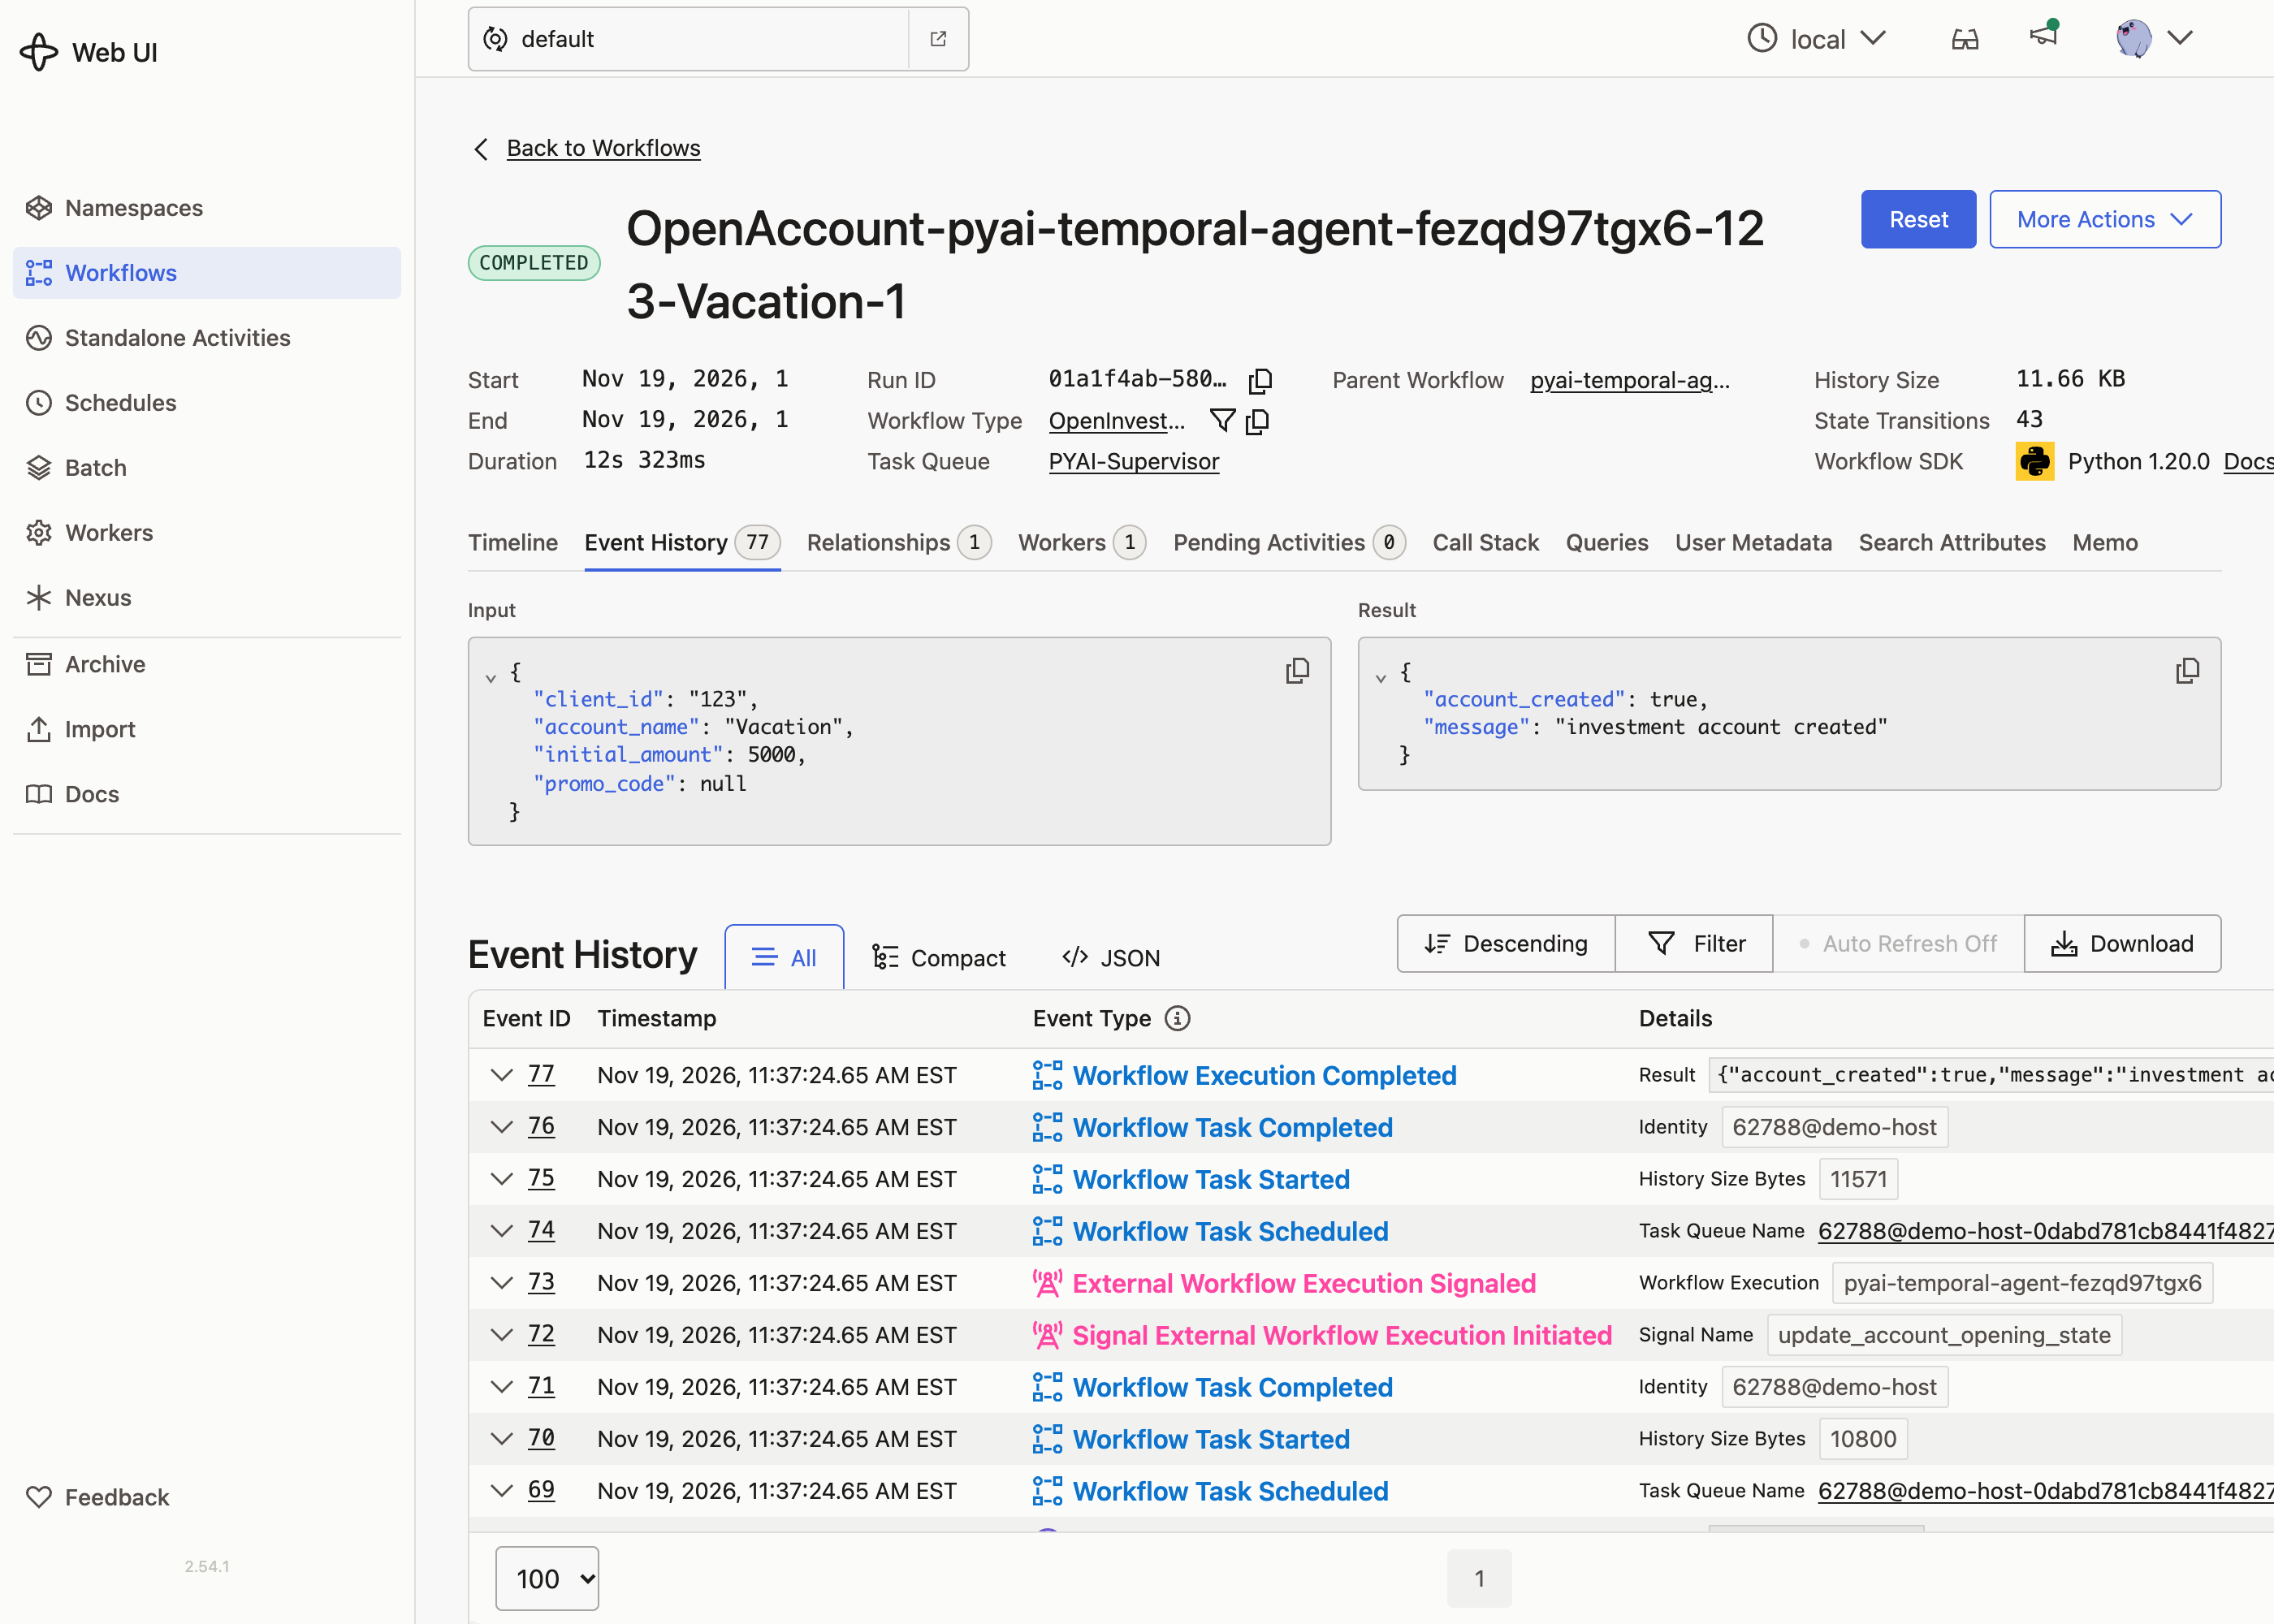 Web UI
default
local
Namespaces
Workflows
Standalone Activities
Schedules
Batch
Workers
Nexus
Archive
Import
Docs
Feedback
2.54.1
Back to Workflows
COMPLETED
OpenAccount-pyai-temporal-agent-fezqd97tgx6-12
3-Vacation-1
Reset
More Actions
Start Nov 19, 2026, 1
End Nov 19, 2026, 1
Duration 12s 323ms
Run ID 01a1f4ab-580…
Workflow Type OpenInvest…
Task Queue PYAI-Supervisor
Parent Workflow pyai-temporal-ag…
History Size 11.66 KB
State Transitions 43
Workflow SDK Python 1.20.0 Docs
Timeline Event History 77 Relationships 1 Workers 1 Pending Activities 0 Call Stack Queries User Metadata Search Attributes Memo
Input
{
"client_id": "123",
"account_name": "Vacation",
"initial_amount": 5000,
"promo_code": null
}
Result
{
"account_created": true,
"message": "investment account created"
}
Event History
All
Compact
</> JSON
Descending
Filter
Auto Refresh Off
Download
Event ID Timestamp Event Type Details
77 Nov 19, 2026, 11:37:24.65 AM EST Workflow Execution Completed Result {"account_created":true,"message":"investment ac
76 Nov 19, 2026, 11:37:24.65 AM EST Workflow Task Completed Identity 62788@demo-host
75 Nov 19, 2026, 11:37:24.65 AM EST Workflow Task Started History Size Bytes 11571
74 Nov 19, 2026, 11:37:24.65 AM EST Workflow Task Scheduled Task Queue Name 62788@demo-host-0dabd781cb8441f4827
73 Nov 19, 2026, 11:37:24.65 AM EST External Workflow Execution Signaled Workflow Execution pyai-temporal-agent-fezqd97tgx6
72 Nov 19, 2026, 11:37:24.65 AM EST Signal External Workflow Execution Initiated Signal Name update_account_opening_state
71 Nov 19, 2026, 11:37:24.65 AM EST Workflow Task Completed Identity 62788@demo-host
70 Nov 19, 2026, 11:37:24.65 AM EST Workflow Task Started History Size Bytes 10800
69 Nov 19, 2026, 11:37:24.65 AM EST Workflow Task Scheduled Task Queue Name 62788@demo-host-0dabd781cb8441f4827
100
1